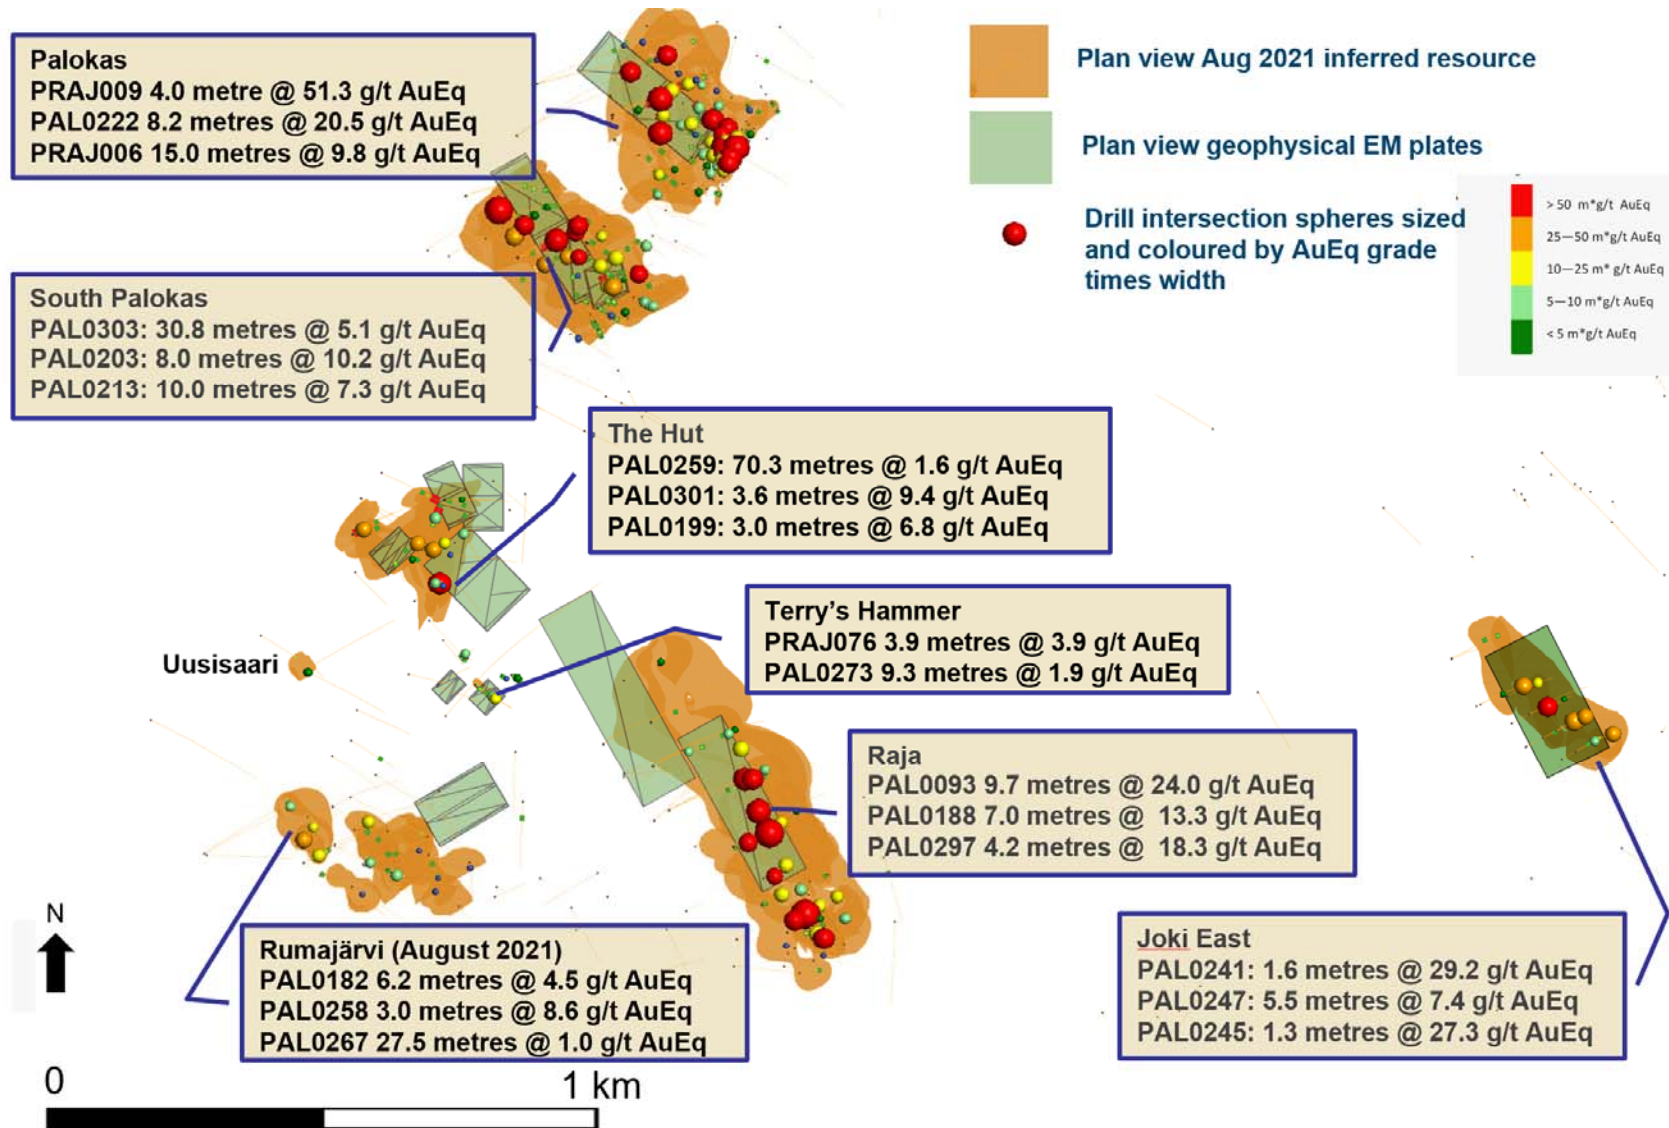 Palokas
PRAJ009 4.0 metre @ 51.3 g/t AuEq
PAL0222 8.2 metres @ 20.5 g/t AuEq
PRAJ006 15.0 metres @ 9.8 g/t AuEq
Plan view Aug 2021 inferred resource
Plan view geophysical EM plates
Drill intersection spheres sized
and coloured by AuEq grade
times width
> 50 m*g/t AuEq
25—50 m*g/t AuEq
10—25 m* g/t AuEq
5—10 m*g/t AuEq
< 5 m*g/t AuEq
South Palokas
PAL0303: 30.8 metres @ 5.1 g/t AuEq
PAL0203: 8.0 metres @ 10.2 g/t AuEq
PAL0213: 10.0 metres @ 7.3 g/t AuEq
The Hut
PAL0259: 70.3 metres @ 1.6 g/t AuEq
PAL0301: 3.6 metres @ 9.4 g/t AuEq
PAL0199: 3.0 metres @ 6.8 g/t AuEq
Terry's Hammer
PRAJ076 3.9 metres @ 3.9 g/t AuEq
PAL0273 9.3 metres @ 1.9 g/t AuEq
Uusisaari
Raja
PAL0093 9.7 metres @ 24.0 g/t AuEq
PAL0188 7.0 metres @ 13.3 g/t AuEq
PAL0297 4.2 metres @ 18.3 g/t AuEq
N
Rumajärvi (August 2021)
PAL0182 6.2 metres @ 4.5 g/t AuEq
PAL0258 3.0 metres @ 8.6 g/t AuEq
PAL0267 27.5 metres @ 1.0 g/t AuEq
Joki East
PAL0241: 1.6 metres @ 29.2 g/t AuEq
PAL0247: 5.5 metres @ 7.4 g/t AuEq
PAL0245: 1.3 metres @ 27.3 g/t AuEq
0 1 km